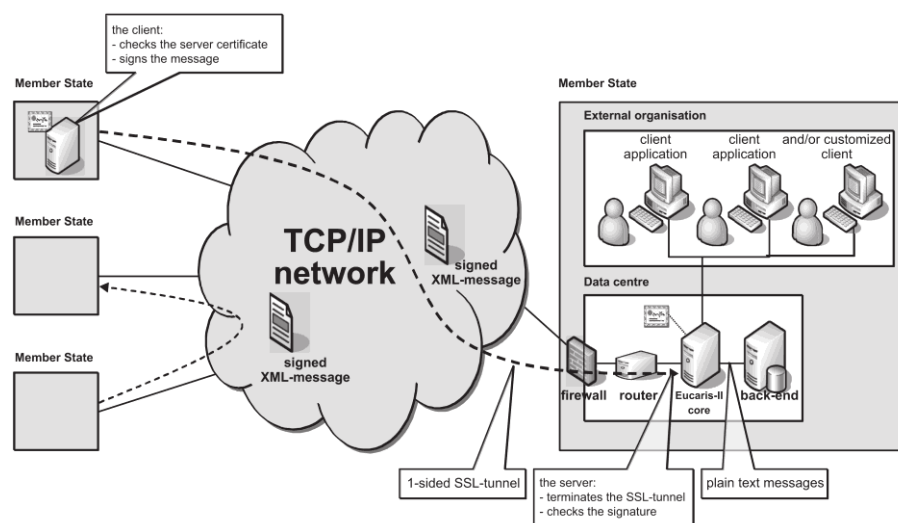 the client:
- checks the server certificate
- signs the message
Member State
Member State
External organisation
client
application
client
application
and/or customized
client
Member State
TCP/IP
network
signed
XML-message
signed
XML-message
Data centre
Member State
firewall
router
Eucaris-II
core
back-end
1-sided SSL-tunnel
the server:
- terminates the SSL-tunnel
- checks the signature
plain text messages